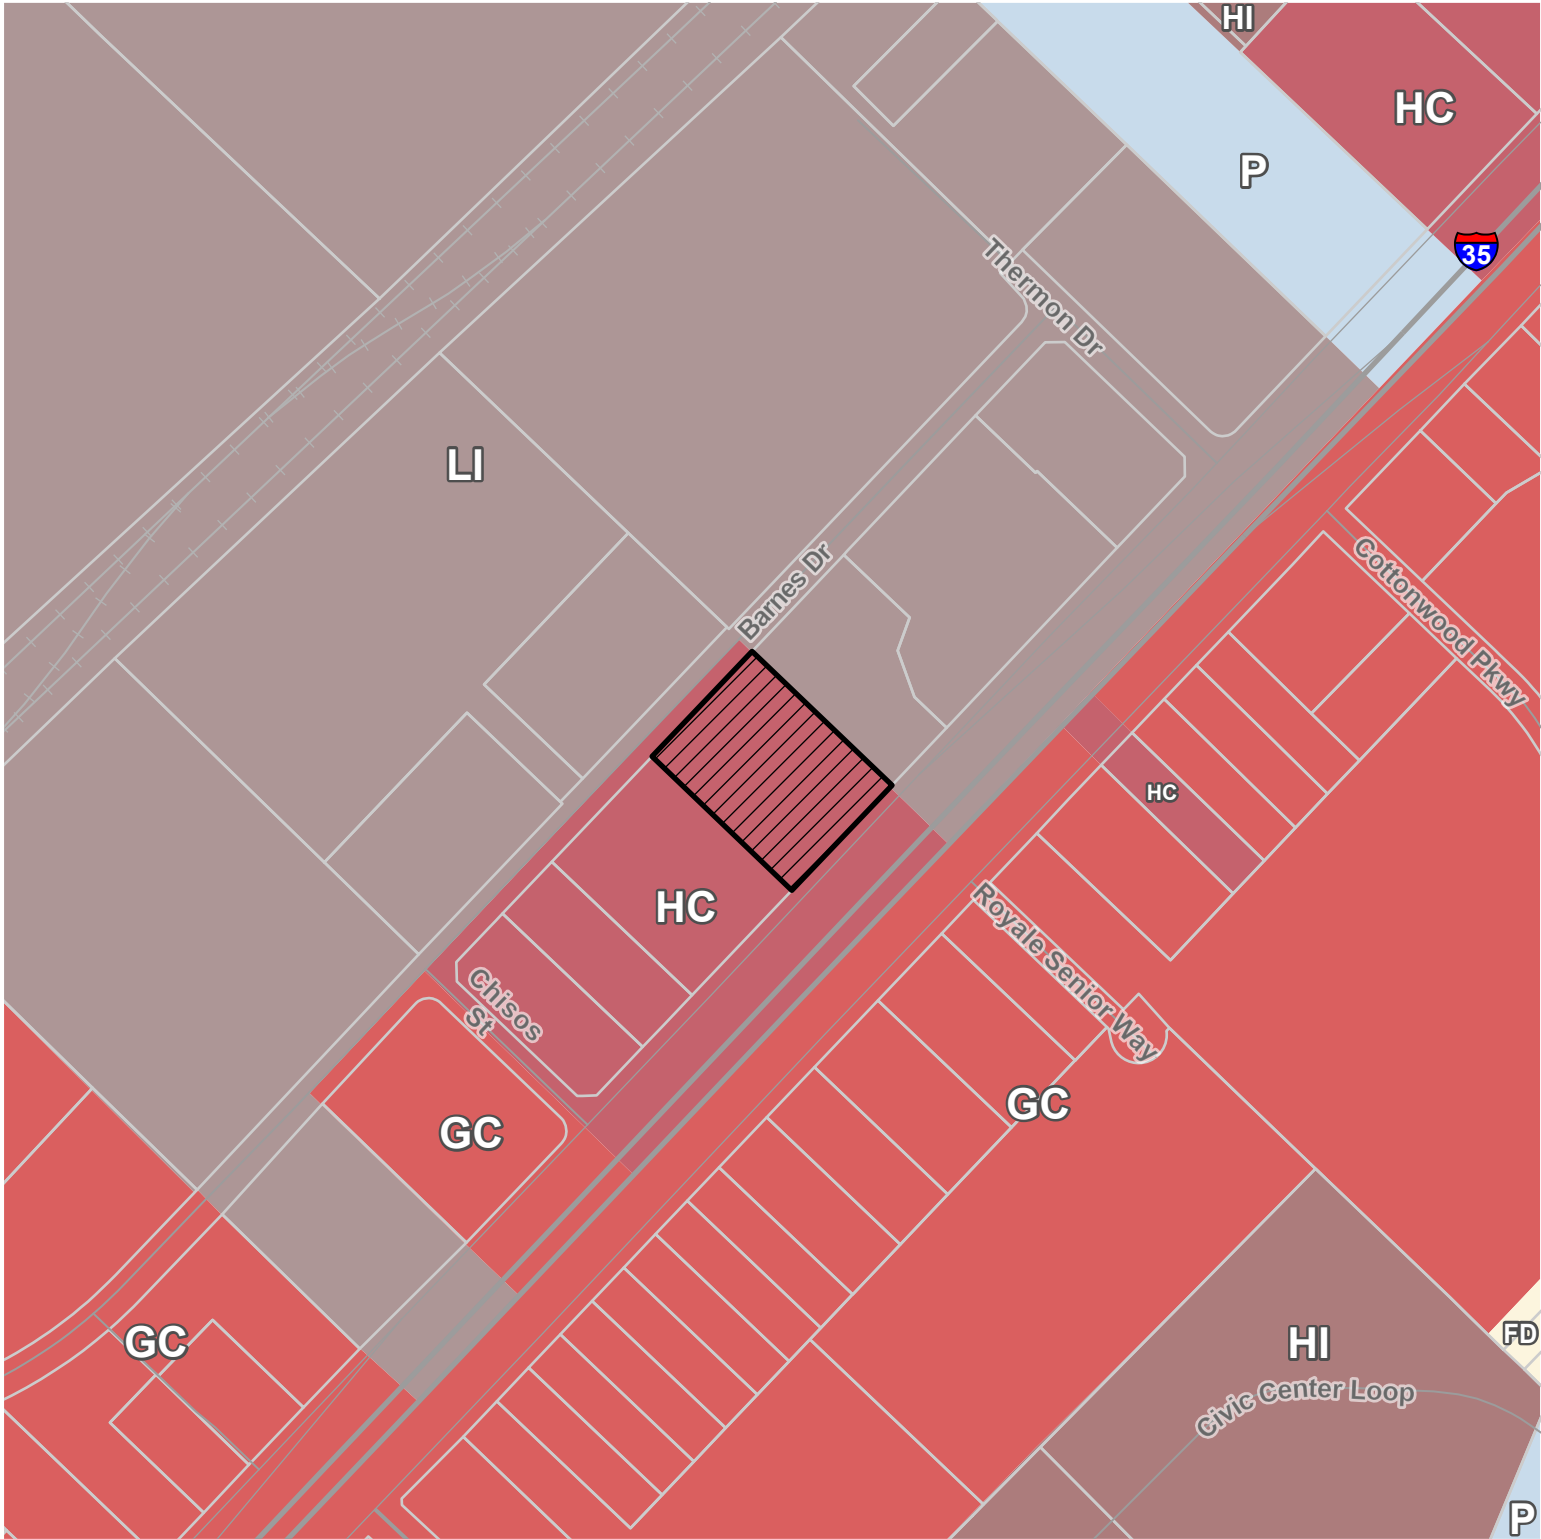 HI
HC
P
35
Thermon Dr
LI
Barnes Dr
Cottonwood Pkwy
HC
HC
Royale Senior Way
Chisos
St
GC
GC
GC
HI
FD
Civic Center Loop
P